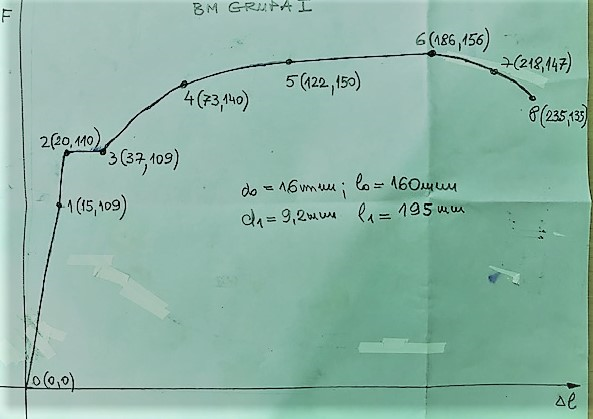 BM GRUPA I
F
6 (186,156)
7 (218,147)
5 (122,150)
4 (73,140)
8 (235,135)
2 (20,110)
3 (37,109)
1 (15,109)
d₀ = 16mm ; l₀ = 160mm
d₁ = 9,2mm l₁ = 195 mm
0 (0,0)
Δl